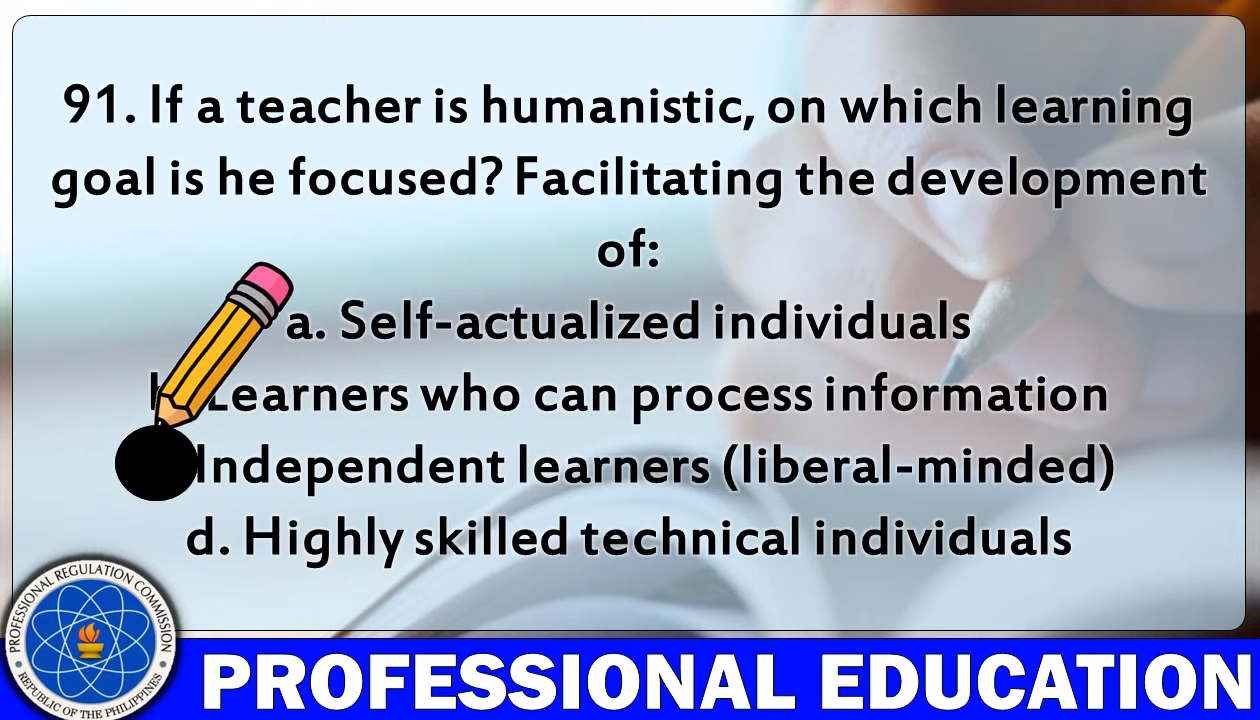 91. If a teacher is humanistic, on which learning
goal is he focused? Facilitating the development
of:
a. Self-actualized individuals
Learners who can process information
Independent learners (liberal-minded)
d. Highly skilled technical individuals
PROFESSIONAL REGULATION COMMISSION
REPUBLIC OF THE PHILIPPINES
PROFESSIONAL EDUCATION